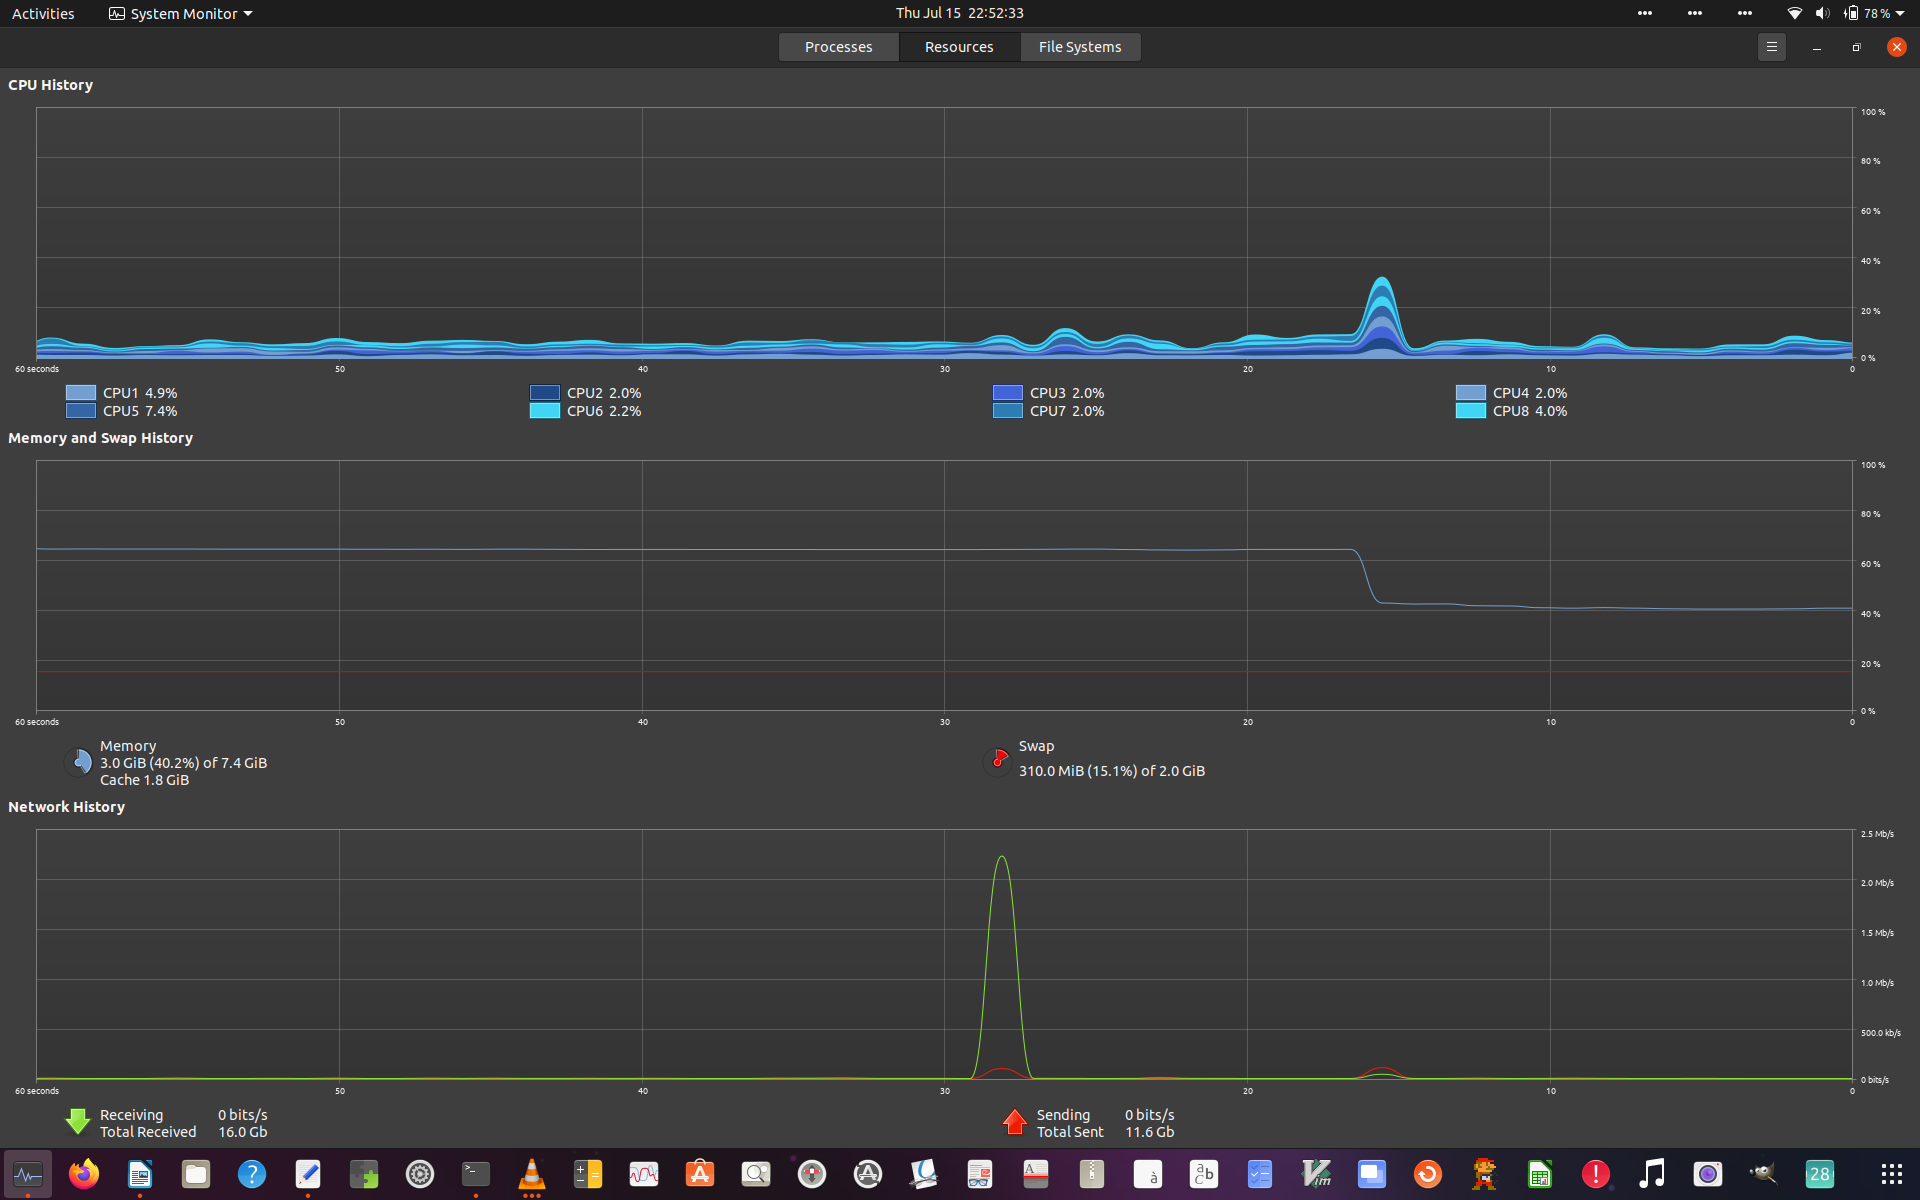 Activities System Monitor Thu Jul 15 22:52:33 78 %
Processes Resources File Systems
CPU History
100 %
80 %
60 %
40 %
20 %
0 %
60 seconds 50 40 30 20 10 0
CPU1 4.9% CPU2 2.0% CPU3 2.0% CPU4 2.0%
CPU5 7.4% CPU6 2.2% CPU7 2.0% CPU8 4.0%
Memory and Swap History
100 %
80 %
60 %
40 %
20 %
0 %
60 seconds 50 40 30 20 10 0
Memory Swap
3.0 GiB (40.2%) of 7.4 GiB 310.0 MiB (15.1%) of 2.0 GiB
Cache 1.8 GiB
Network History
2.5 Mb/s
2.0 Mb/s
1.5 Mb/s
1.0 Mb/s
500.0 kb/s
0 bits/s
60 seconds 50 40 30 20 10 0
Receiving 0 bits/s Sending 0 bits/s
Total Received 16.0 Gb Total Sent 11.6 Gb
28